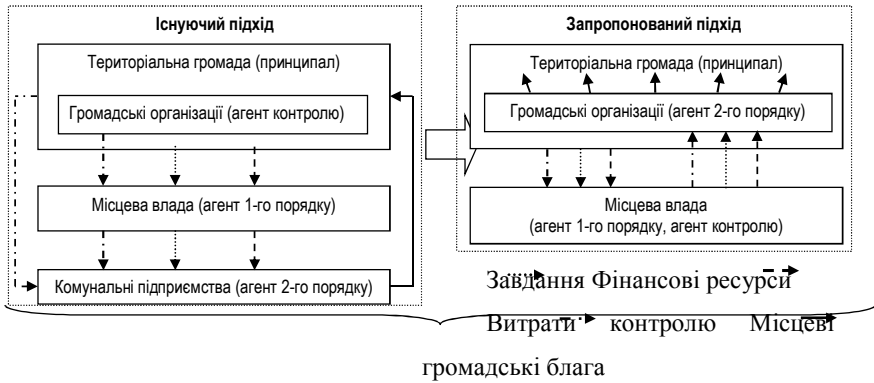 Існуючий підхід
Територіальна громада (принципал)
Громадські організації (агент контролю)
Місцева влада (агент 1-го порядку)
Комунальні підприємства (агент 2-го порядку)
Запропонований підхід
Територіальна громада (принципал)
Громадські організації (агент 2-го порядку)
Місцева влада
(агент 1-го порядку, агент контролю)
Завдання Фінансові ресурси
Витрати контролю Місцеві
громадські блага